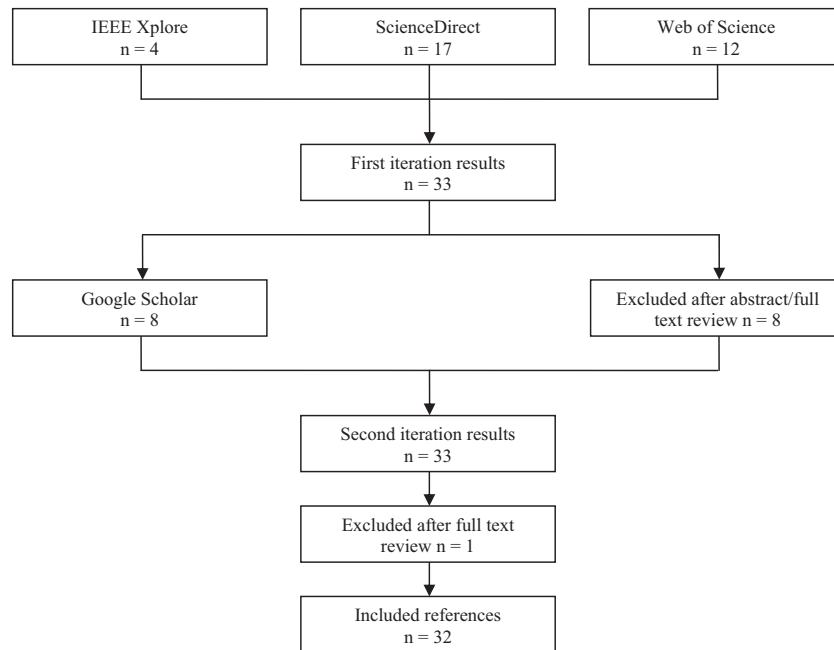 IEEE Xplore
n = 4
ScienceDirect
n = 17
Web of Science
n = 12
First iteration results
n = 33
Google Scholar
n = 8
Excluded after abstract/full
text review n = 8
Second iteration results
n = 33
Excluded after full text
review n = 1
Included references
n = 32